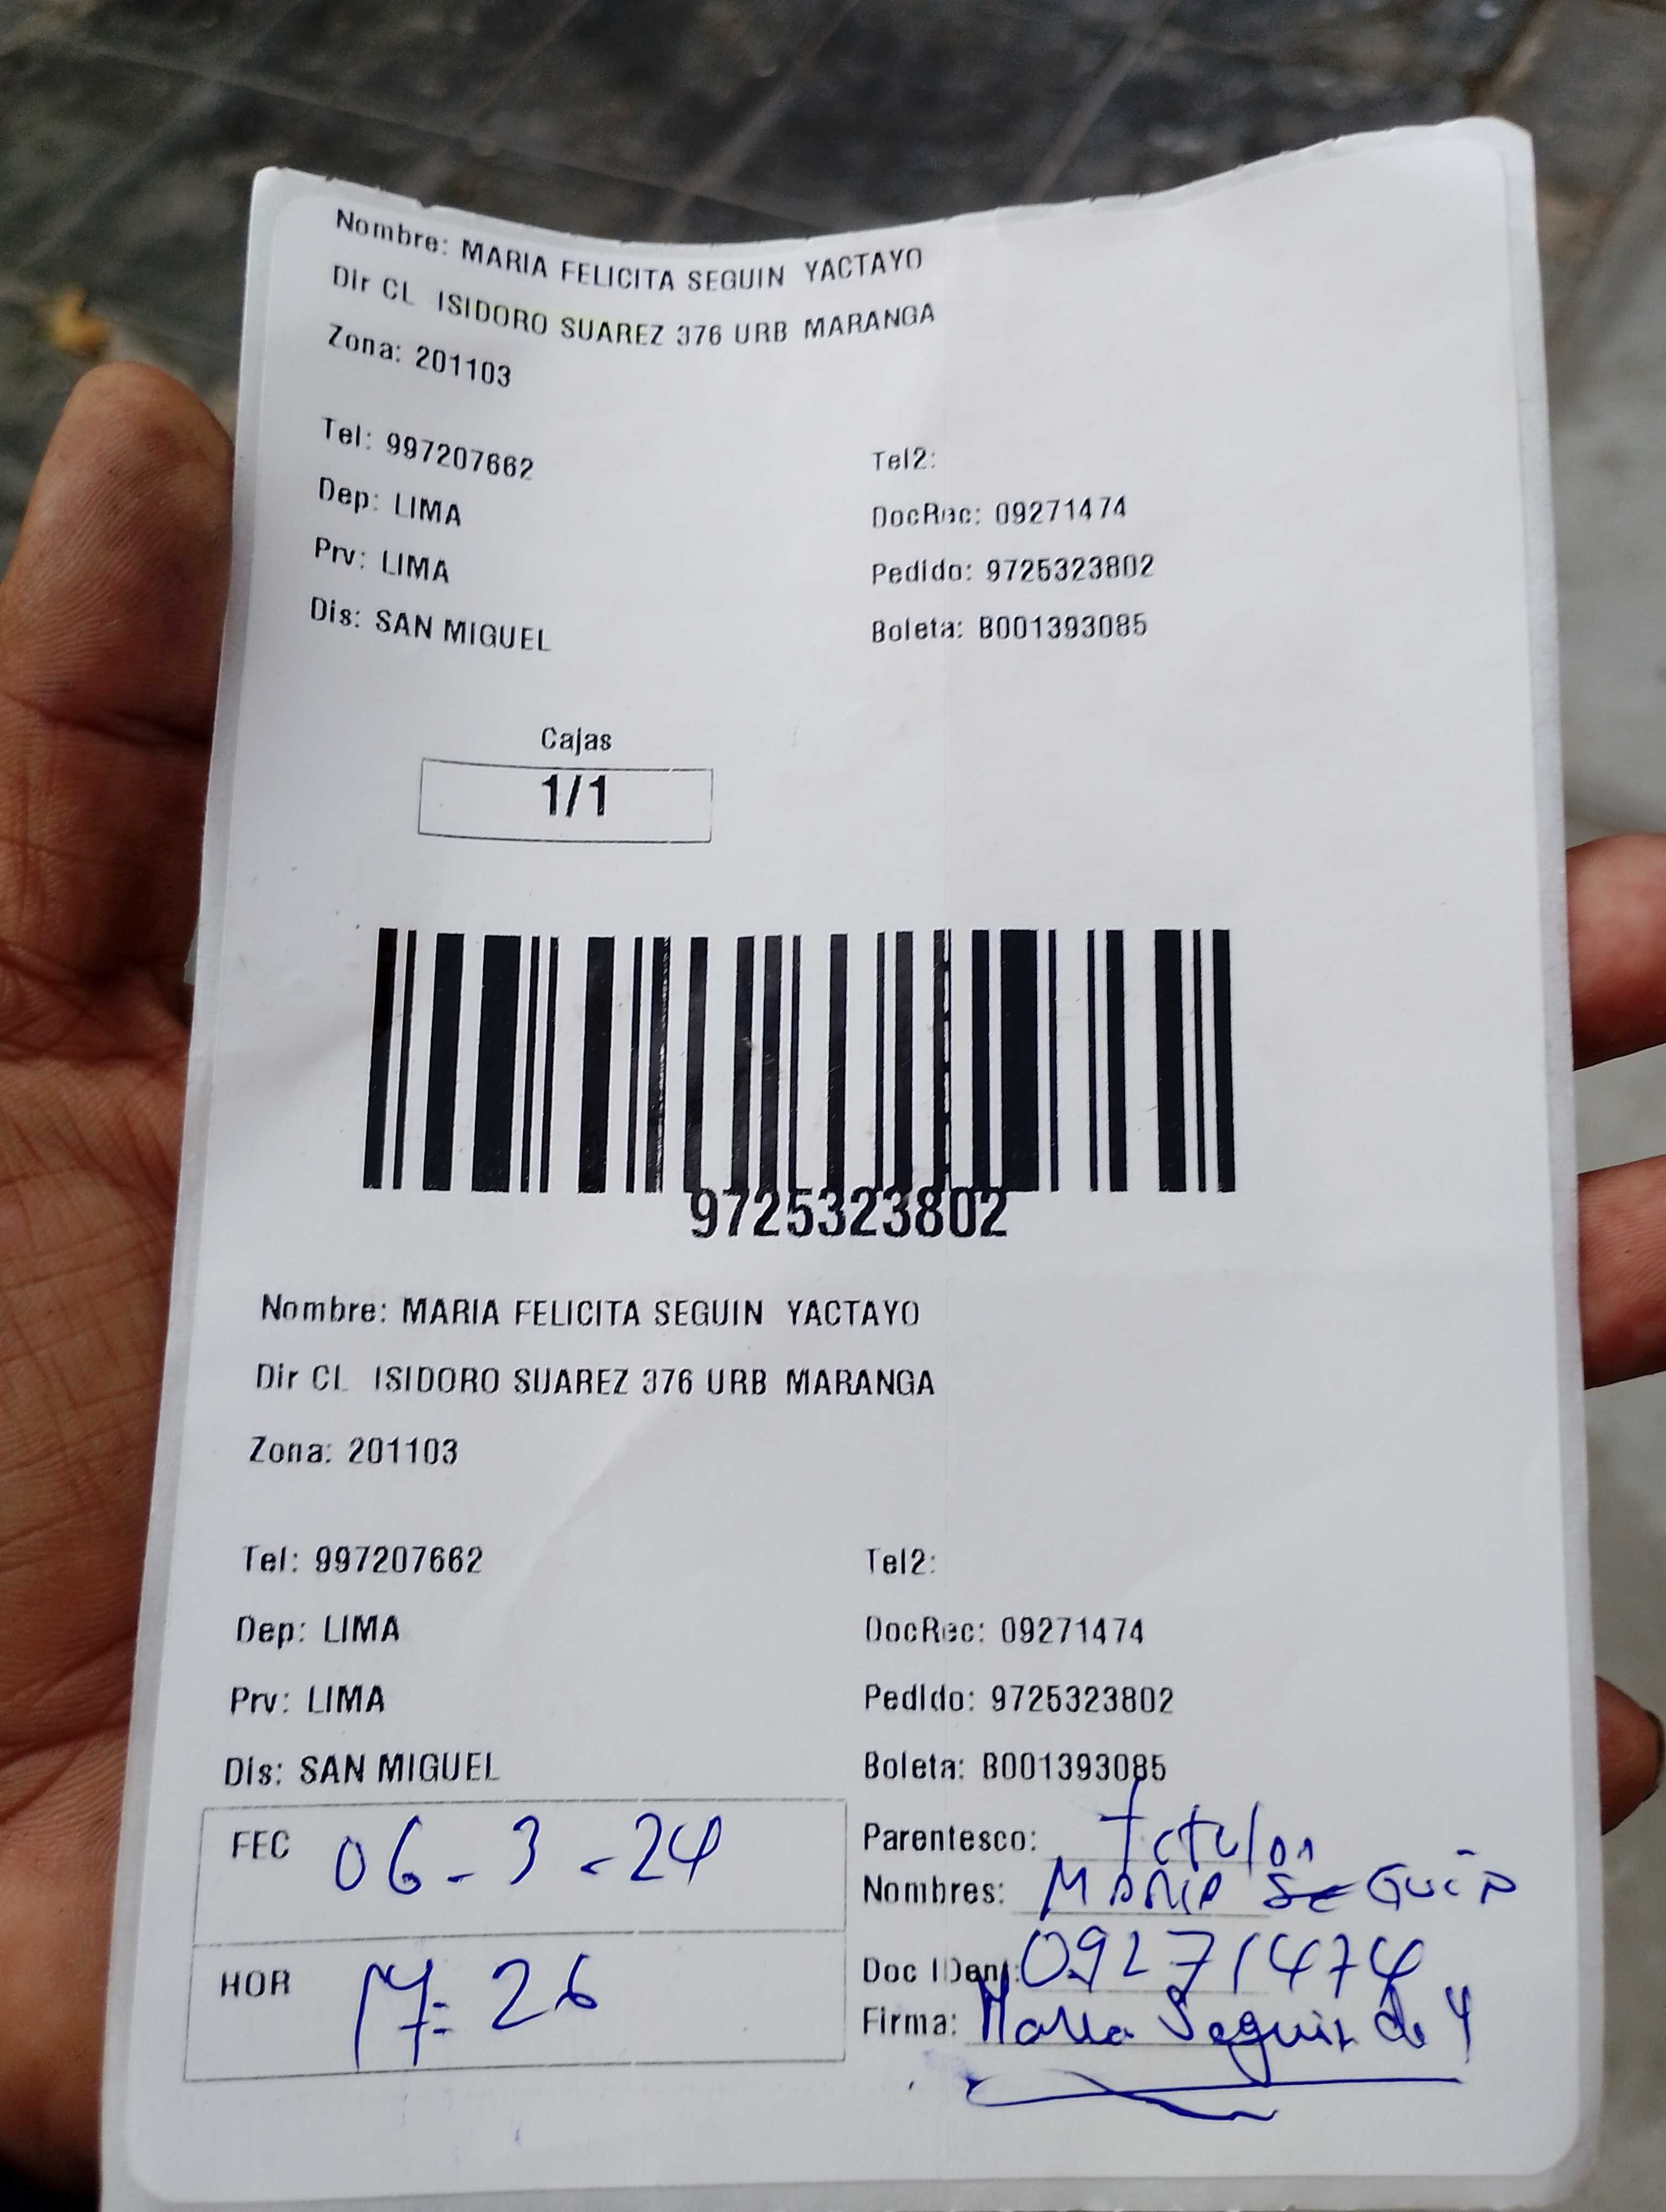 Nombre: MARIA FELICITA SEGUIN YACTAYO
Dir CL ISIDORO SUAREZ 376 URB MARANGA
Zona: 201103
Tel: 997207662
Tel2:
Dep: LIMA
DocRec: 09271474
Prv: LIMA
Pedido: 9725323802
Dis: SAN MIGUEL
Boleta: B001393085
Cajas
1/1
9725323802
Nombre: MARIA FELICITA SEGUIN YACTAYO
Dir CL ISIDORO SUAREZ 376 URB MARANGA
Zona: 201103
Tel: 997207662
Tel2:
Dep: LIMA
DocRec: 09271474
Prv: LIMA
Pedido: 9725323802
Dis: SAN MIGUEL
Boleta: B001393085
FEC 06-3-24
Parentesco: Titular
Nombres: MARIA SEGUIN
HOR 17:26
Doc Ident: 09271474
Firma: Maria Seguin de Y